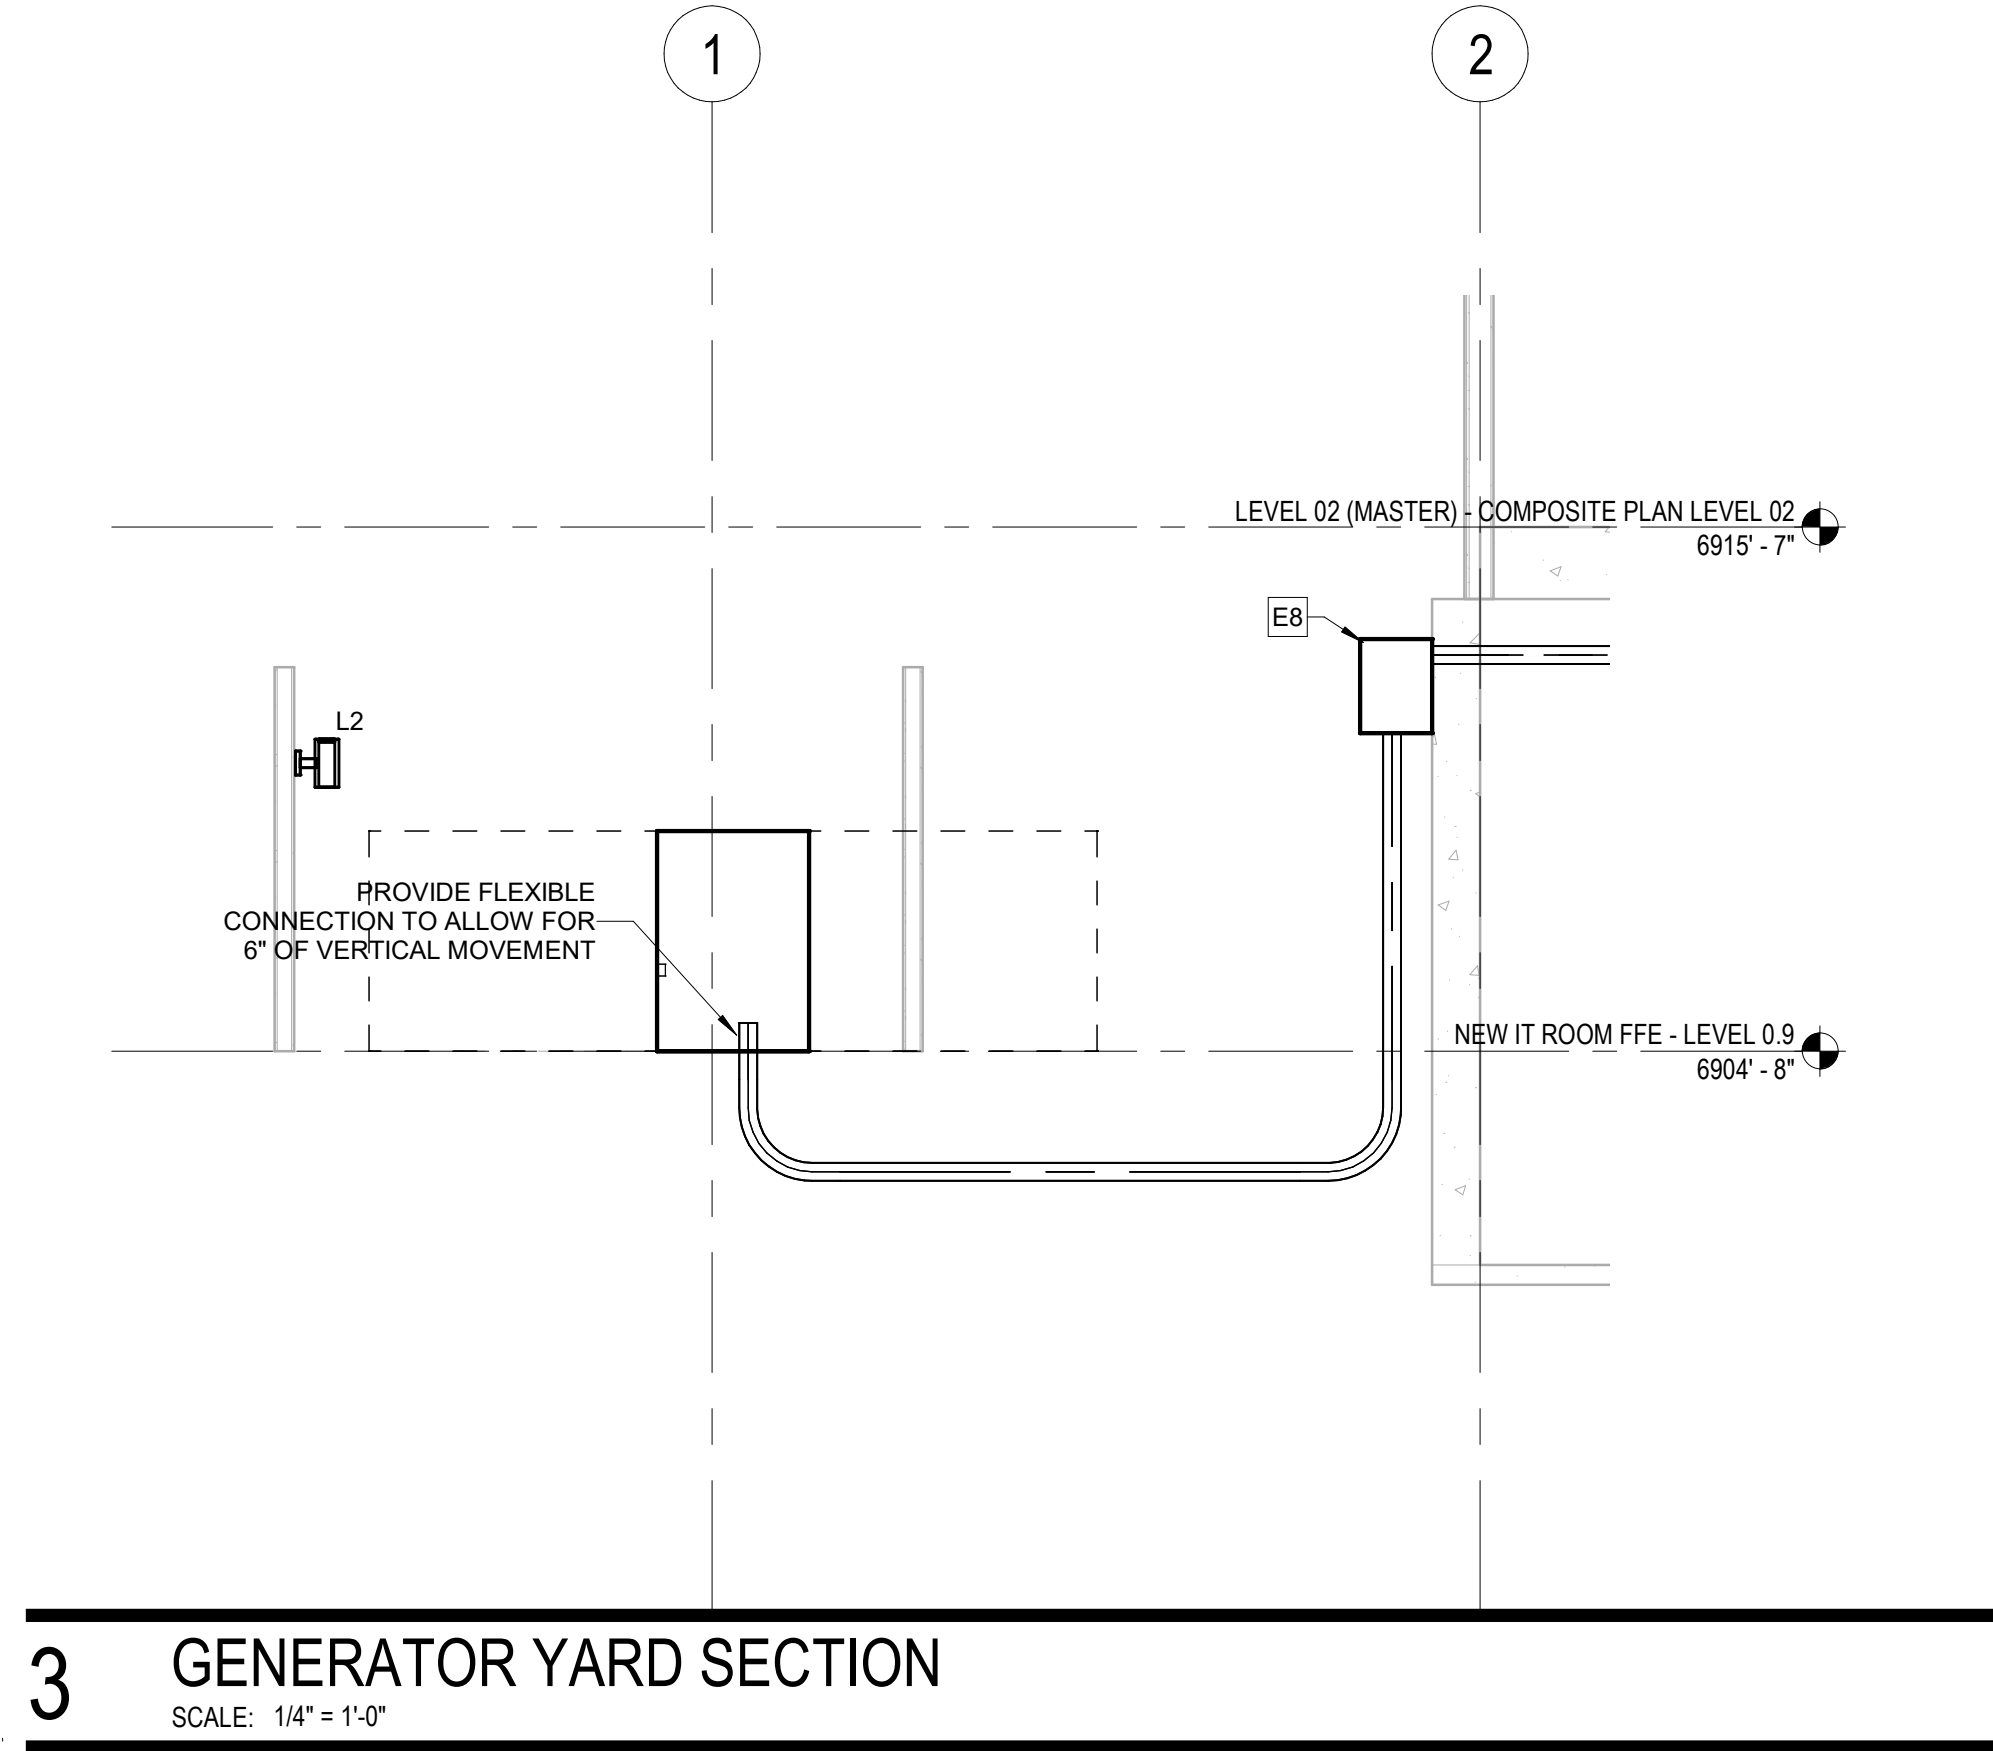 1
2
LEVEL 02 (MASTER) - COMPOSITE PLAN LEVEL 02
6915' - 7"
E8
L2
PROVIDE FLEXIBLE
CONNECTION TO ALLOW FOR
6" OF VERTICAL MOVEMENT
NEW IT ROOM FFE - LEVEL 0.9
6904' - 8"
3
GENERATOR YARD SECTION
SCALE: 1/4" = 1'-0"